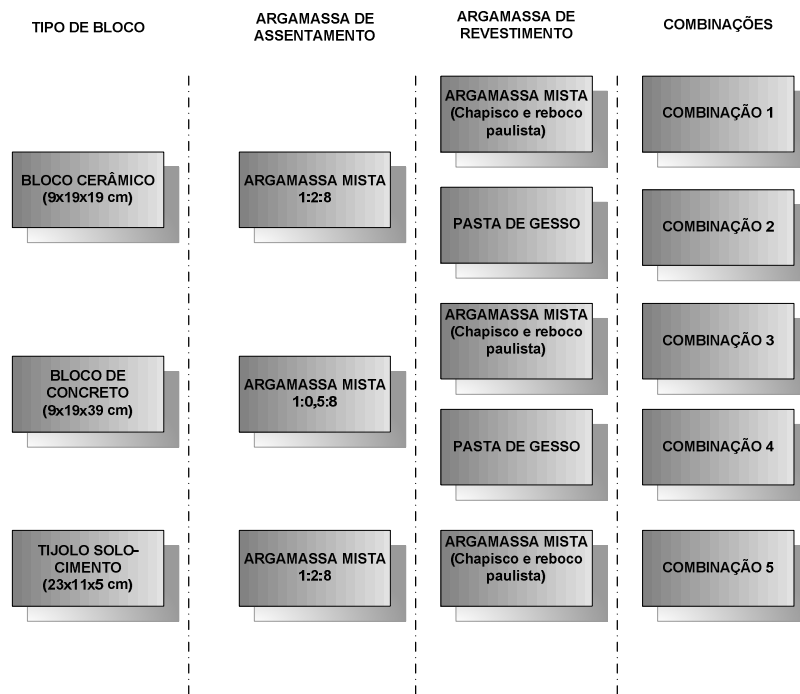 TIPO DE BLOCO
ARGAMASSA DE
ASSENTAMENTO
ARGAMASSA DE
REVESTIMENTO
COMBINAÇÕES
BLOCO CERÂMICO
(9x19x19 cm)
ARGAMASSA MISTA
1:2:8
ARGAMASSA MISTA
(Chapisco e reboco
paulista)
COMBINAÇÃO 1
PASTA DE GESSO
COMBINAÇÃO 2
BLOCO DE
CONCRETO
(9x19x39 cm)
ARGAMASSA MISTA
1:0,5:8
ARGAMASSA MISTA
(Chapisco e reboco
paulista)
COMBINAÇÃO 3
PASTA DE GESSO
COMBINAÇÃO 4
TIJOLO SOLO-
CIMENTO
(23x11x5 cm)
ARGAMASSA MISTA
1:2:8
ARGAMASSA MISTA
(Chapisco e reboco
paulista)
COMBINAÇÃO 5